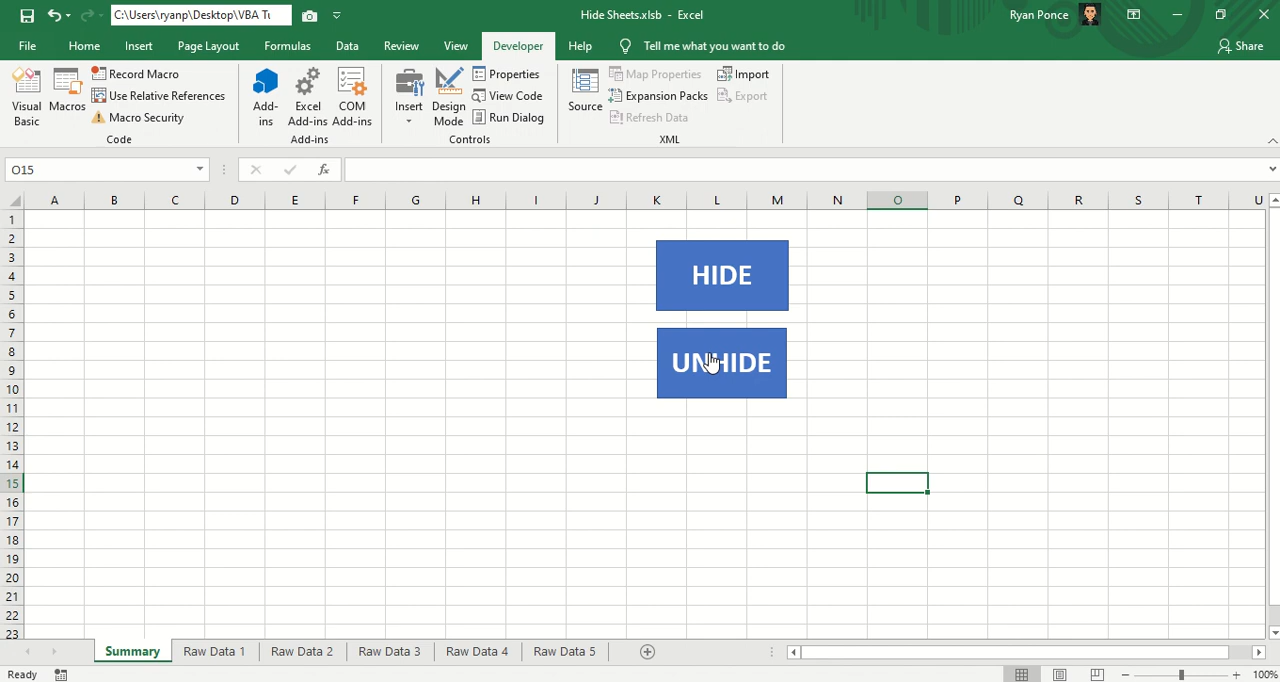 C:\Users\ryanp\Desktop\VBA Tu
Hide Sheets.xlsb - Excel
Ryan Ponce
File Home Insert Page Layout Formulas Data Review View Developer Help Tell me what you want to do Share
Visual Basic
Macros
Record Macro
Use Relative References
Macro Security
Code
Add-ins
Excel Add-ins
COM Add-ins
Add-ins
Insert
Design Mode
Properties
View Code
Run Dialog
Controls
Source
Map Properties
Expansion Packs
Refresh Data
Import
Export
XML
O15
fx
A B C D E F G H I J K L M N O P Q R S T U
1
2
3
4
5
6
7
8
9
10
11
12
13
14
15
16
17
18
19
20
21
22
23
HIDE
UNHIDE
Summary Raw Data 1 Raw Data 2 Raw Data 3 Raw Data 4 Raw Data 5
Ready
100%